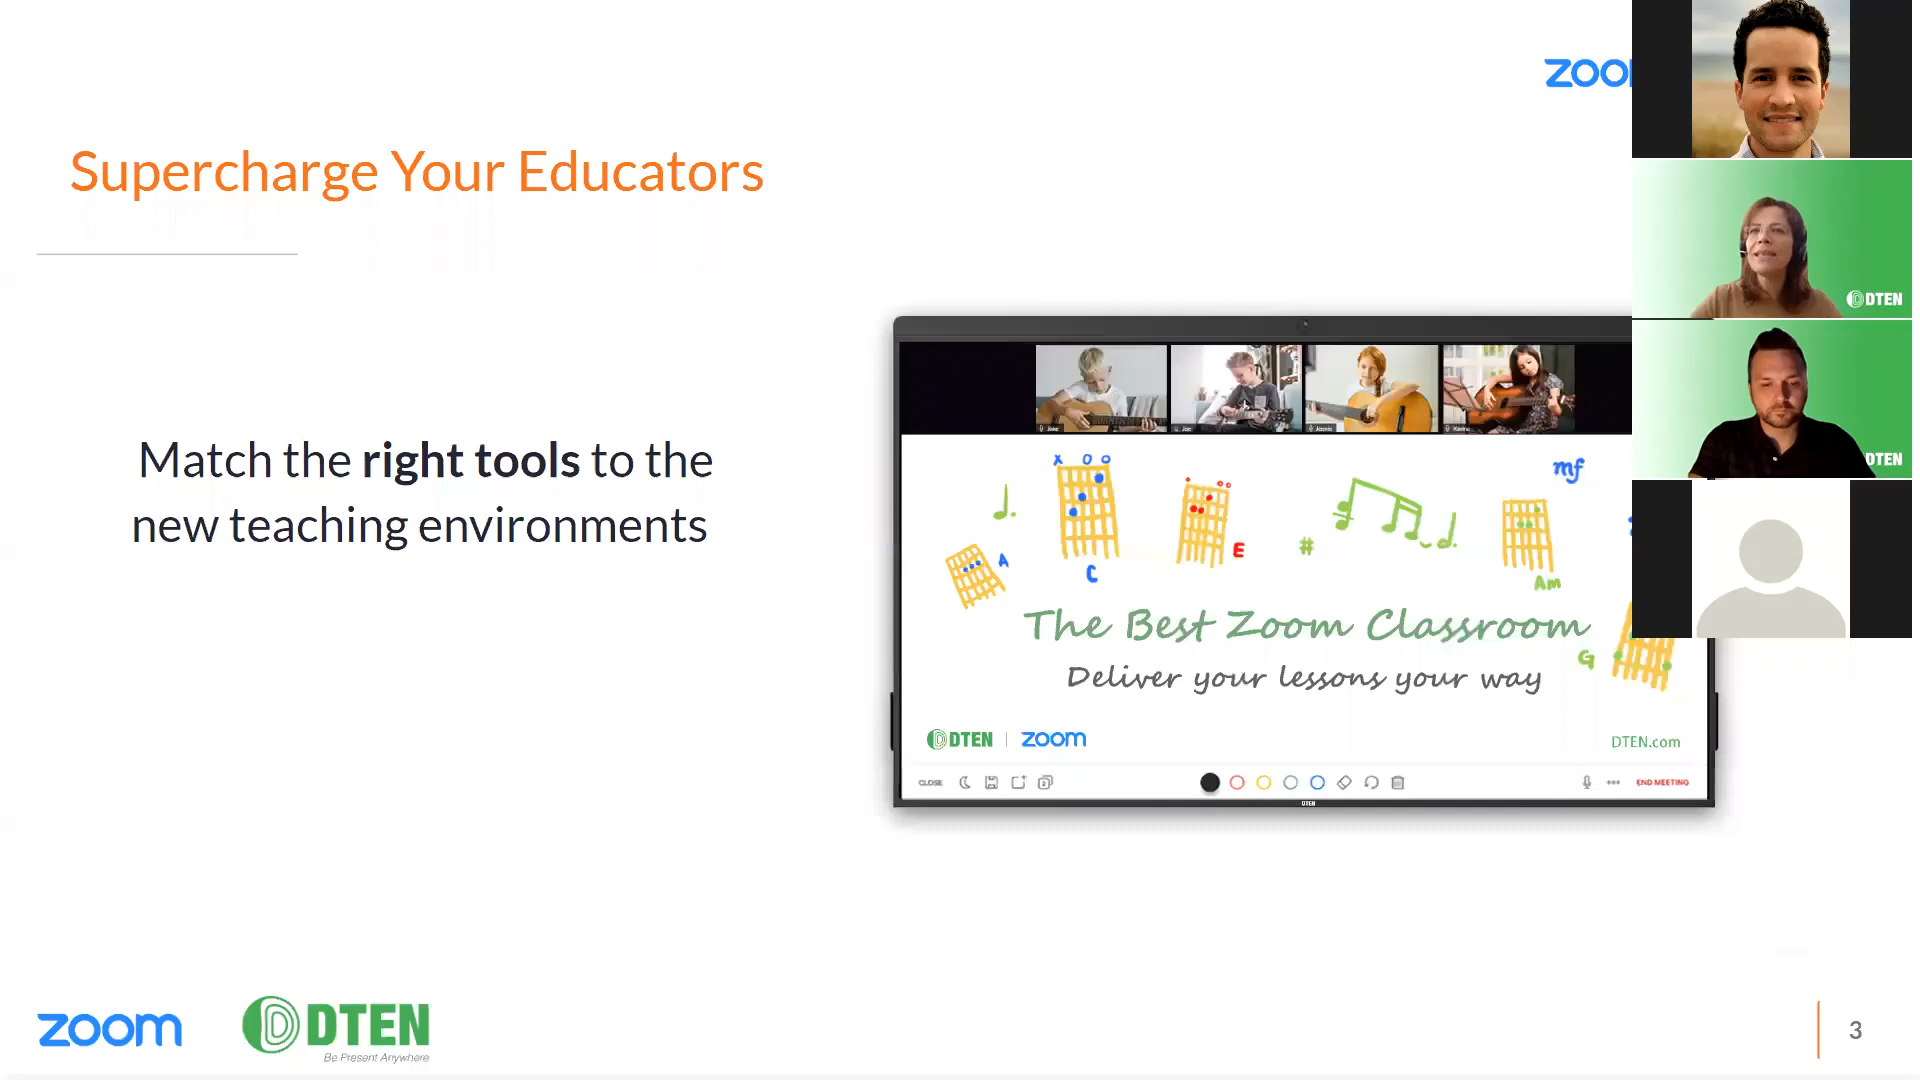 zoo
Supercharge Your Educators
DTEN
Match the right tools to the
new teaching environments
DTEN
x o o
mf
A
C
E
#
Am
The Best Zoom Classroom
G
Deliver your lessons your way
DTEN | zoom
DTEN.com
CLOSE
END MEETING
DTEN
zoom
DTEN
Be Present Anywhere
3